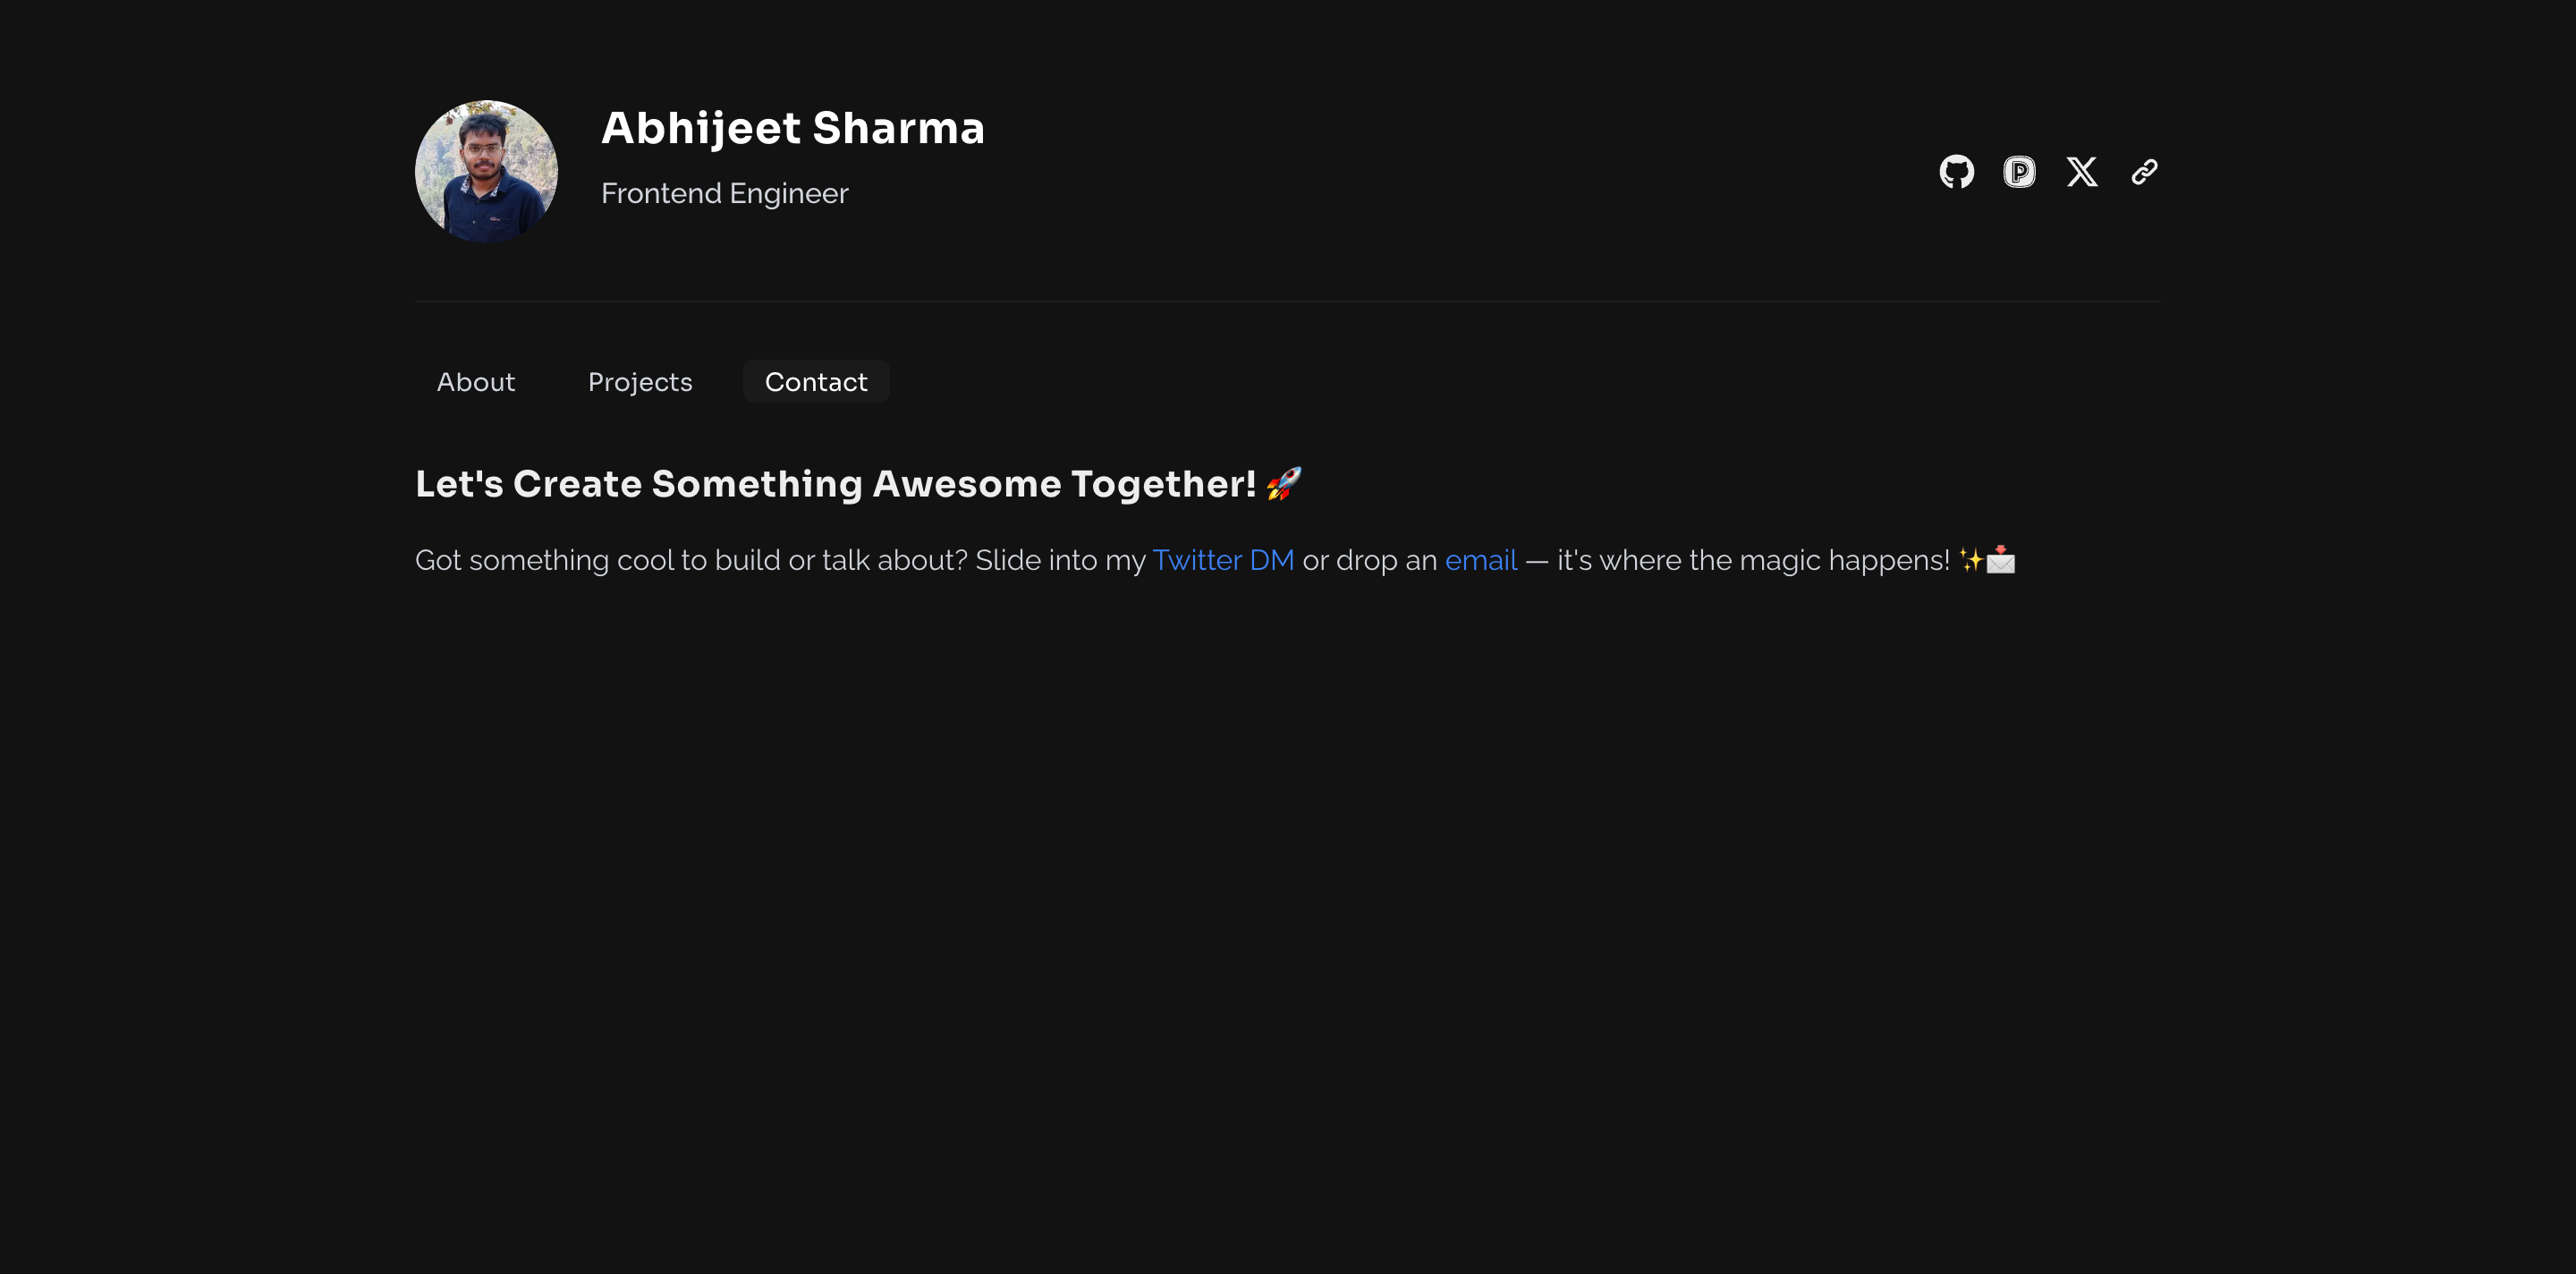 Abhijeet Sharma
Frontend Engineer
About
Projects
Contact
Let's Create Something Awesome Together! 🚀
Got something cool to build or talk about? Slide into my Twitter DM or drop an email — it's where the magic happens! ✨📩